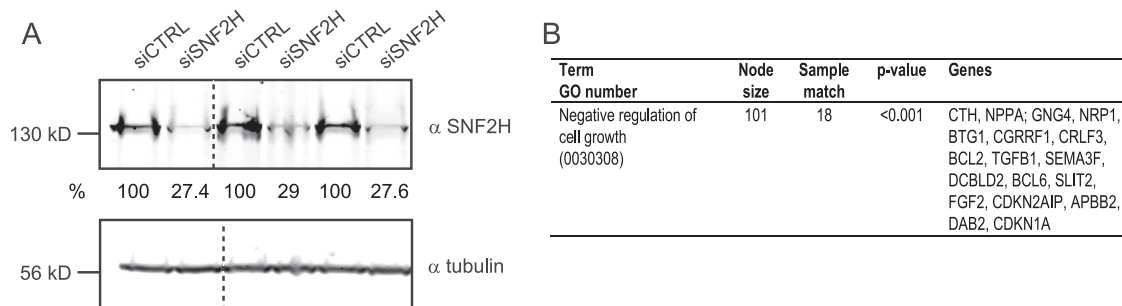 A
siCTRL siSNF2H siCTRL siSNF2H siCTRL siSNF2H
130 kD
α SNF2H
% 100 27.4 100 29 100 27.6
56 kD
α tubulin
B
Term Node Sample p-value Genes
GO number size match
Negative regulation of 101 18 <0.001 CTH, NPPA; GNG4, NRP1,
cell growth BTG1, CGRRF1, CRLF3,
(0030308) BCL2, TGFB1, SEMA3F,
DCBLD2, BCL6, SLIT2,
FGF2, CDKN2AIP, APBB2,
DAB2, CDKN1A